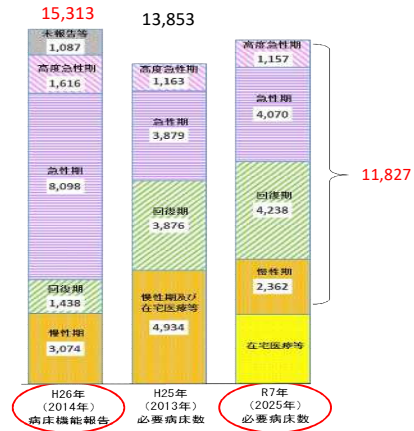 15,313
未報告等
1,087
高度急性期
1,616
急性期
8,098
回復期
1,438
慢性期
3,074
H26年
(2014年)
病床機能報告
13,853
高度急性期
1,163
急性期
3,879
回復期
3,876
慢性期及び
在宅医療等
4,934
H25年
(2013年)
必要病床数
高度急性期
1,157
急性期
4,070
回復期
4,238
慢性期
2,362
在宅医療等
R7年
(2025年)
必要病床数
11,827